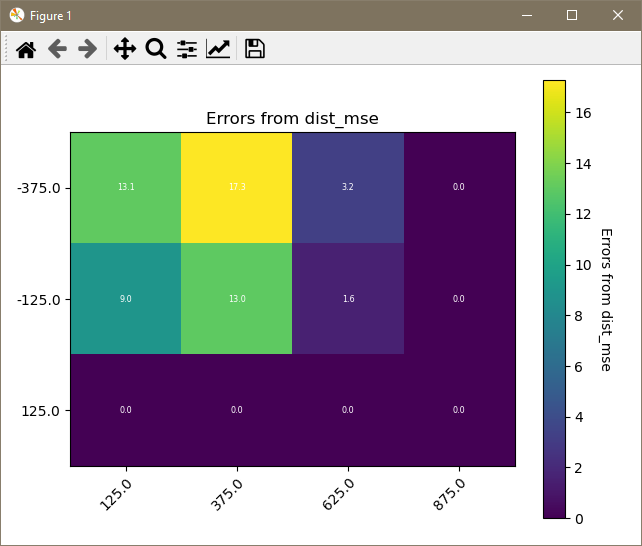 Figure 1
Errors from dist_mse
-375.0
13.1 17.3 3.2 0.0
-125.0
9.0 13.0 1.6 0.0
125.0
0.0 0.0 0.0 0.0
125.0 375.0 625.0 875.0
16
14
12
10
8
6
4
2
0
Errors from dist_mse